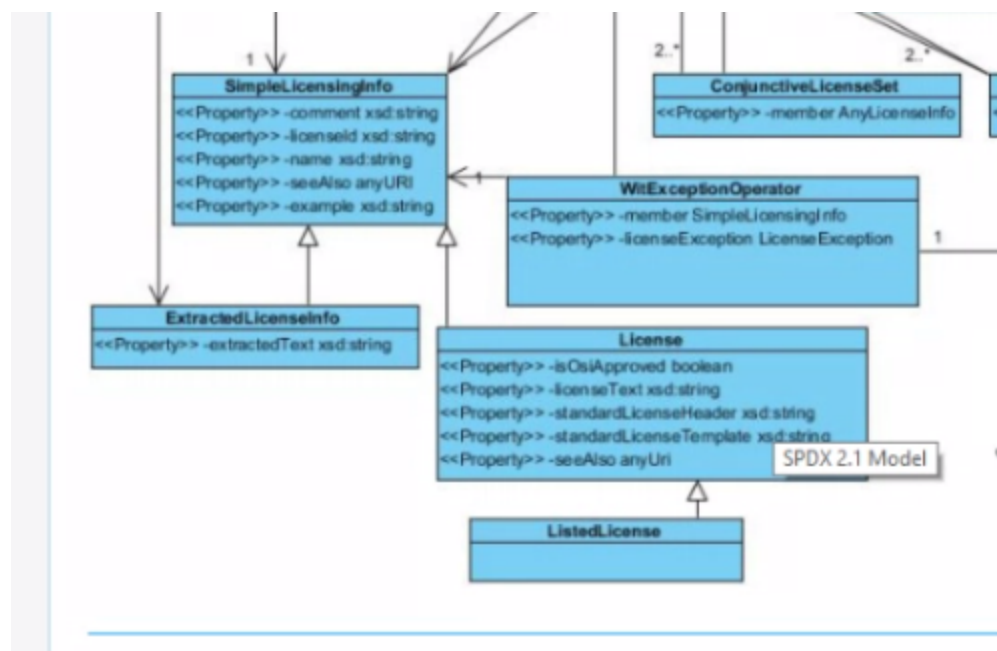 1
2..*
2..*
SimpleLicensingInfo
<<Property>> -comment xsd:string
<<Property>> -licenseId xsd:string
<<Property>> -name xsd:string
<<Property>> -seeAlso anyURI
<<Property>> -example xsd:string
ConjunctiveLicenseSet
<<Property>> -member AnyLicenseInfo
1
WitExceptionOperator
<<Property>> -member SimpleLicensingInfo
<<Property>> -licenseException LicenseException
1
ExtractedLicenseInfo
<<Property>> -extractedText xsd:string
License
<<Property>> -isOsiApproved boolean
<<Property>> -licenseText xsd:string
<<Property>> -standardLicenseHeader xsd:string
<<Property>> -standardLicenseTemplate xsd:string
<<Property>> -seeAlso anyUri
SPDX 2.1 Model
ListedLicense